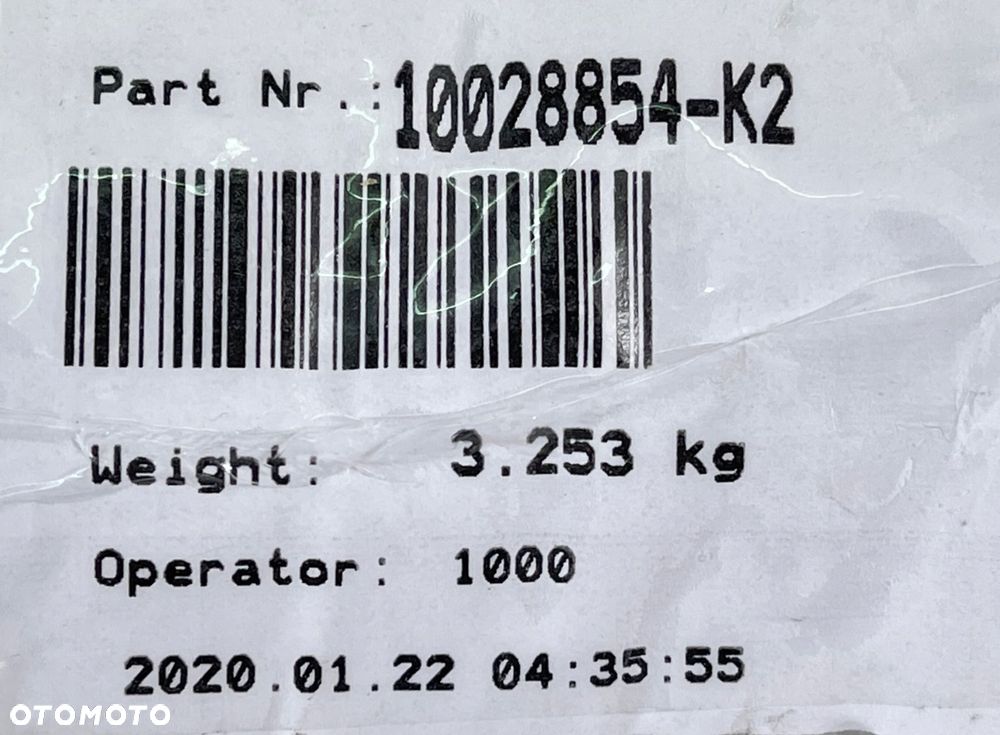 Part Nr.:10028854-K2
Weight: 3.253 kg
Operator: 1000
2020.01.22 04:35:55
OTOMOTO